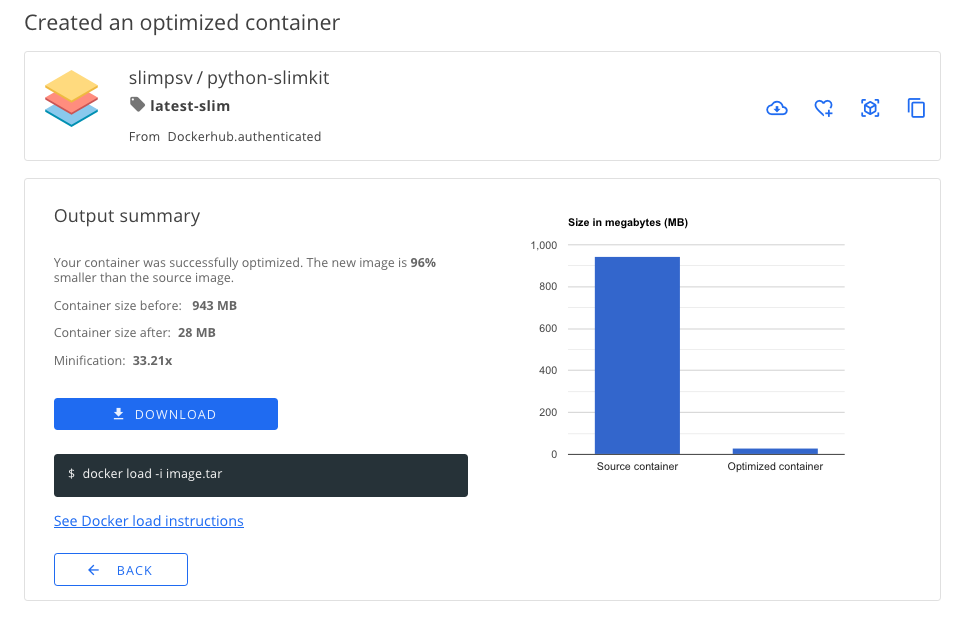 Created an optimized container
slimpsv / python-slimkit
latest-slim
From Dockerhub.authenticated
Output summary
Your container was successfully optimized. The new image is 96%
smaller than the source image.
Container size before: 943 MB
Container size after: 28 MB
Minification: 33.21x
DOWNLOAD
$ docker load -i image.tar
See Docker load instructions
BACK
Size in megabytes (MB)
1,000
800
600
400
200
0
Source container
Optimized container